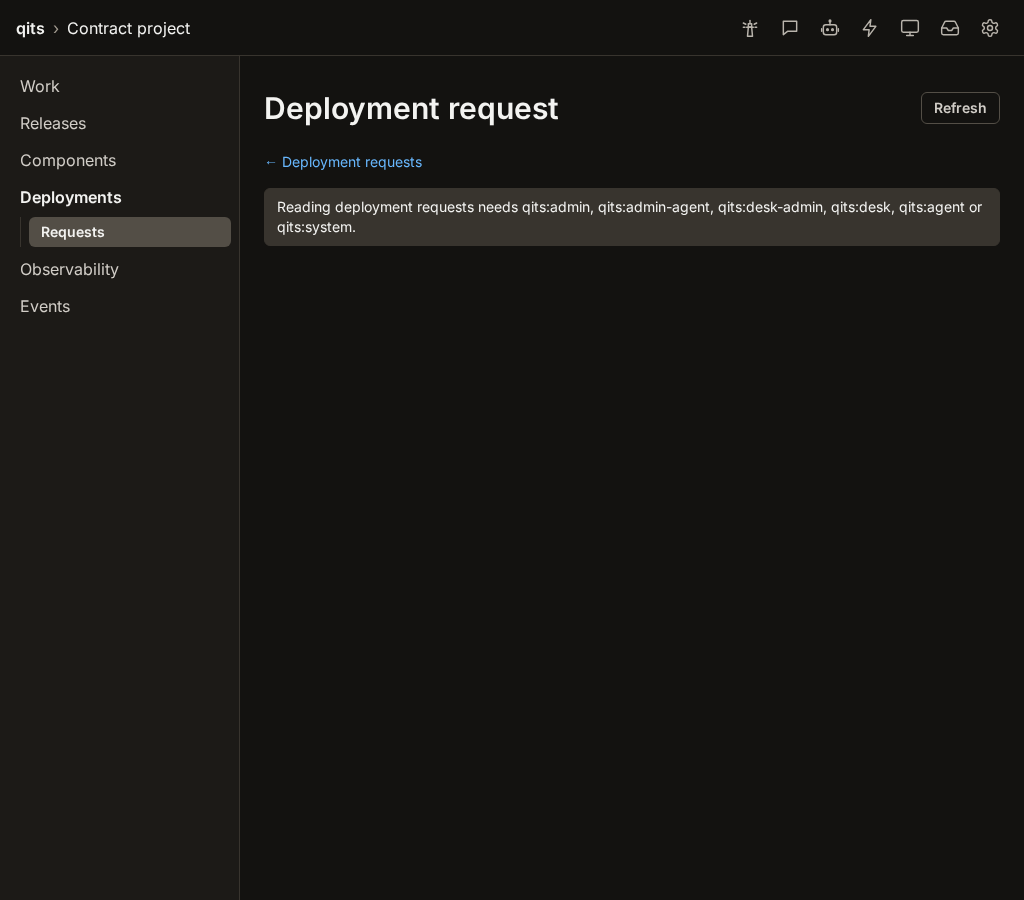 qits › Contract project
Work
Releases
Components
Deployments
Requests
Observability
Events
Deployment request
Refresh
← Deployment requests
Reading deployment requests needs qits:admin, qits:admin-agent, qits:desk-admin, qits:desk, qits:agent or
qits:system.